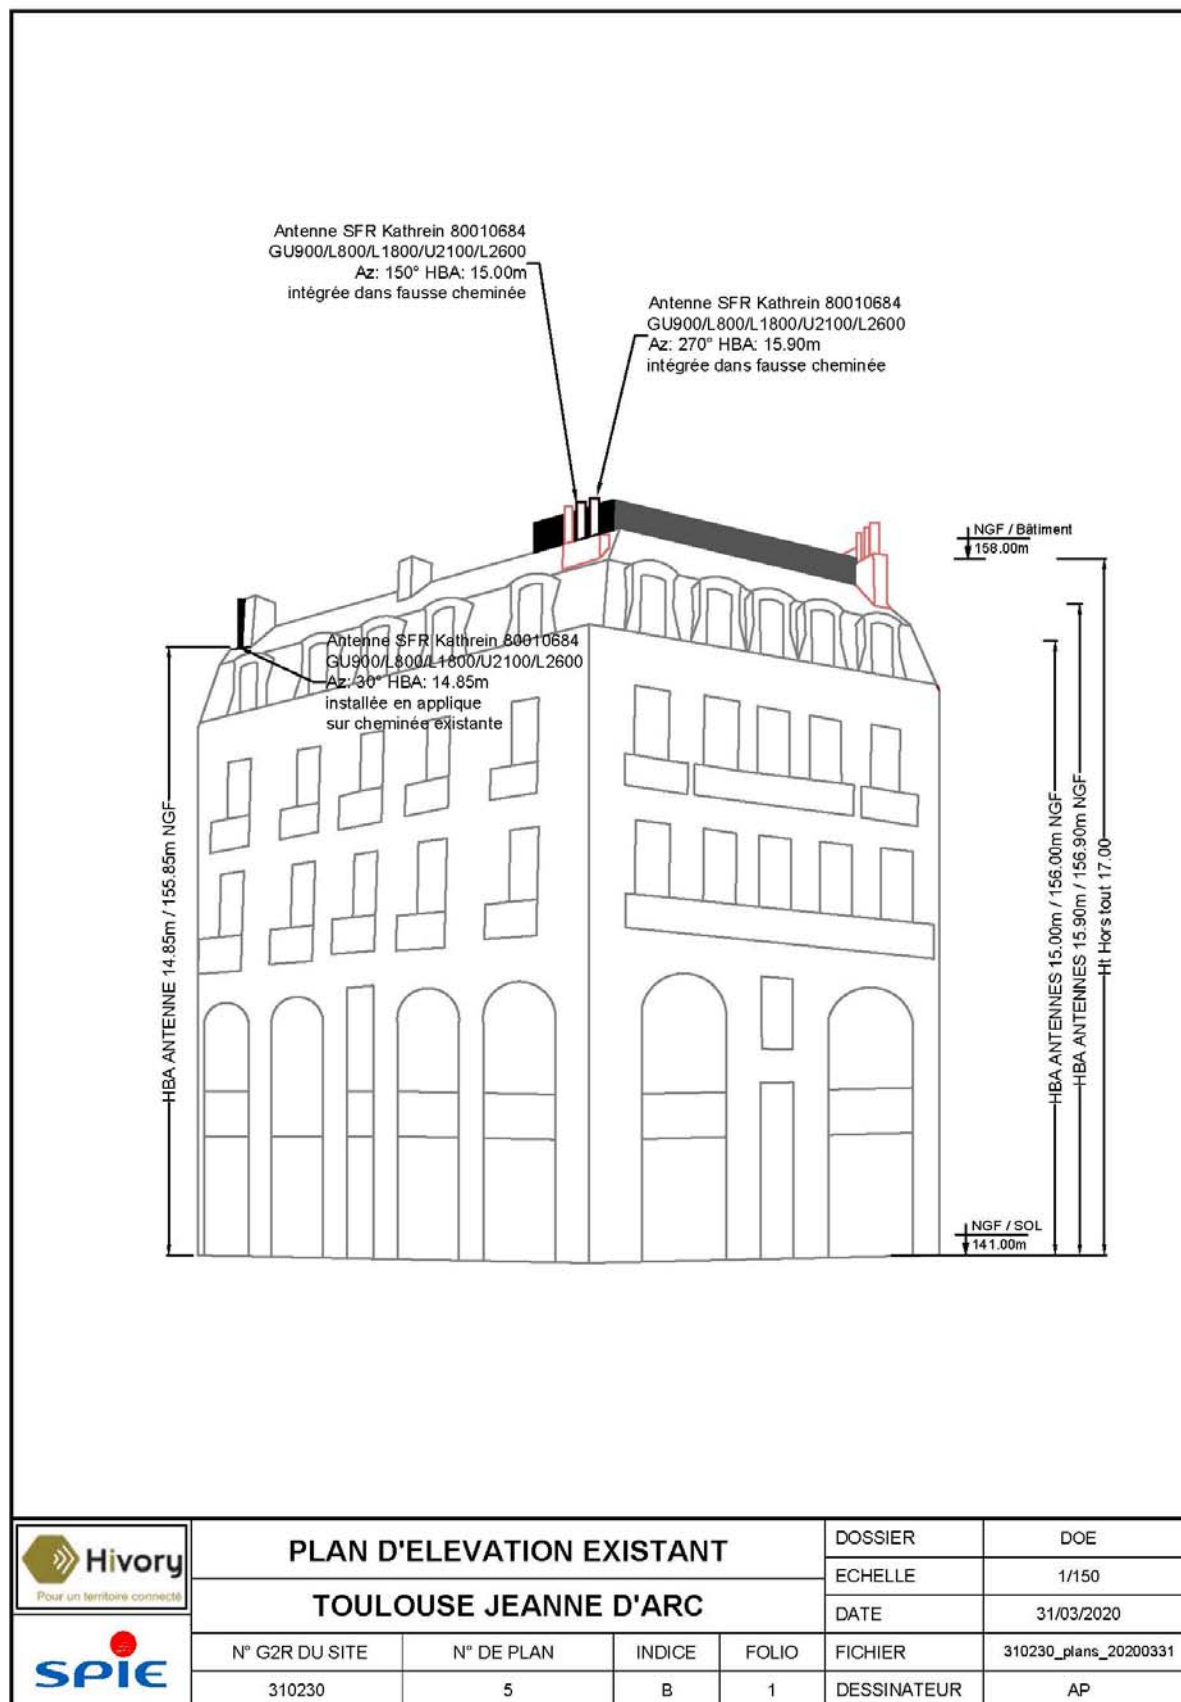 Antenne SFR Kathrein 80010684
GU900/L800/L1800/U2100/L2600
Az: 150° HBA: 15.00m
intégrée dans fausse cheminée
Antenne SFR Kathrein 80010684
GU900/L800/L1800/U2100/L2600
Az: 270° HBA: 15.90m
intégrée dans fausse cheminée
NGF / Bâtiment
158.00m
Antenne SFR Kathrein 80010684
GU900/L800/L1800/U2100/L2600
Az: 30° HBA: 14.85m
installée en applique
sur cheminée existante
HBA ANTENNE 14.85m / 155.85m NGF
HBA ANTENNES 15.00m / 156.00m NGF
HBA ANTENNES 15.90m / 156.90m NGF
Ht Hors tout 17.00
NGF / SOL
141.00m
Hivory
Pour un territoire connecté
SPIE
PLAN D'ELEVATION EXISTANT
TOULOUSE JEANNE D'ARC
DOSSIER DOE
ECHELLE 1/150
DATE 31/03/2020
N° G2R DU SITE N° DE PLAN INDICE FOLIO FICHIER 310230_plans_20200331
310230 5 B 1 DESSINATEUR AP